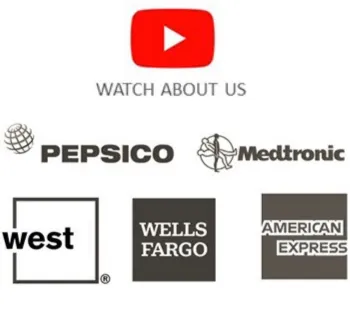 WATCH ABOUT US
PEPSICO
Medtronic
west ®
WELLS
FARGO
AMERICAN
EXPRESS